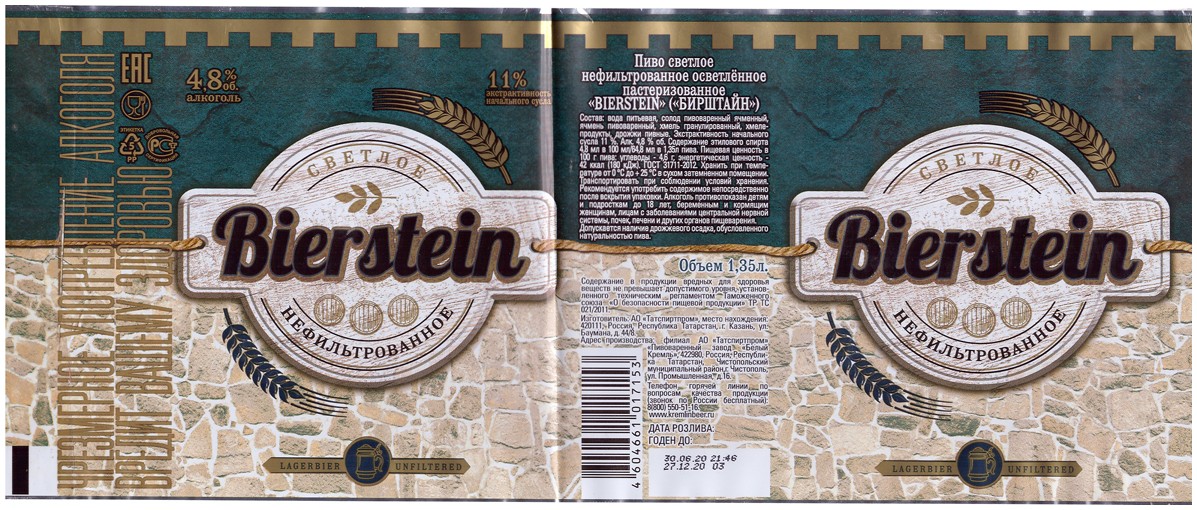 ЧРЕЗМЕРНОЕ УПОТРЕБЛЕНИЕ АЛКОГОЛЯ
ВРЕДИТ ВАШЕМУ ЗДОРОВЬЮ
EAC
ЭТИКЕТКА
5
PP
РСТ
4,8%
об.
алкоголь
11%
экстрактивность
начального сусла
СВЕТЛОЕ
Bierstein
НЕФИЛЬТРОВАННОЕ
LAGERBIER UNFILTERED
Пиво светлое
нефильтрованное осветлённое
пастеризованное
«BIERSTEIN» («БИРШТАЙН»)
Состав: вода питьевая, солод пивоваренный ячменный,
ячмень пивоваренный, хмель гранулированный, хмеле-
продукты, дрожжи пивные. Экстрактивность начального
сусла 11 %. Алк. 4,8 % об. Содержание этилового спирта
4,8 мл в 100 мл/64,8 мл в 1,35л пива. Пищевая ценность в
100 г пива: углеводы - 4,6 г, энергетическая ценность -
42 ккал (180 кДж). ГОСТ 31711-2012. Хранить при темпе-
ратуре от 0 °С до + 25 °С в сухом затемненном помещении.
Транспортировать при соблюдении условий хранения.
Рекомендуется употребить содержимое непосредственно
после вскрытия упаковки. Алкоголь противопоказан детям
и подросткам до 18 лет, беременным и кормящим
женщинам, лицам с заболеваниями центральной нервной
системы, почек, печени и других органов пищеварения.
Допускается наличие дрожжевого осадка, обусловленного
натуральностью пива.
Объем 1,35л.
Содержание в продукции вредных для здоровья
веществ не превышает допустимого уровня, установ-
ленного техническим регламентом Таможенного
союза «О безопасности пищевой продукции» ТР ТС
021/2011.
Изготовитель: АО «Татспиртпром», место нахождения:
420111, Россия, Республика Татарстан, г. Казань, ул.
Баумана, д. 44/8.
Адрес производства: филиал АО «Татспиртпром»
«Пивоваренный завод «Белый
Кремль», 422980, Россия, Республи-
ка Татарстан, Чистопольский
муниципальный район, г. Чистополь,
ул. Промышленная, д.16.
Телефон горячей линии по
вопросам качества продукции
(звонок по России бесплатный):
8(800) 550-51-16.
www.kremlinbeer.ru
ДАТА РОЗЛИВА:
ГОДЕН ДО:
30.06.20 21:46
27.12.20 03
4 604661 017153
СВЕТЛОЕ
Bierstein
НЕФИЛЬТРОВАННОЕ
LAGERBIER UNFILTERED